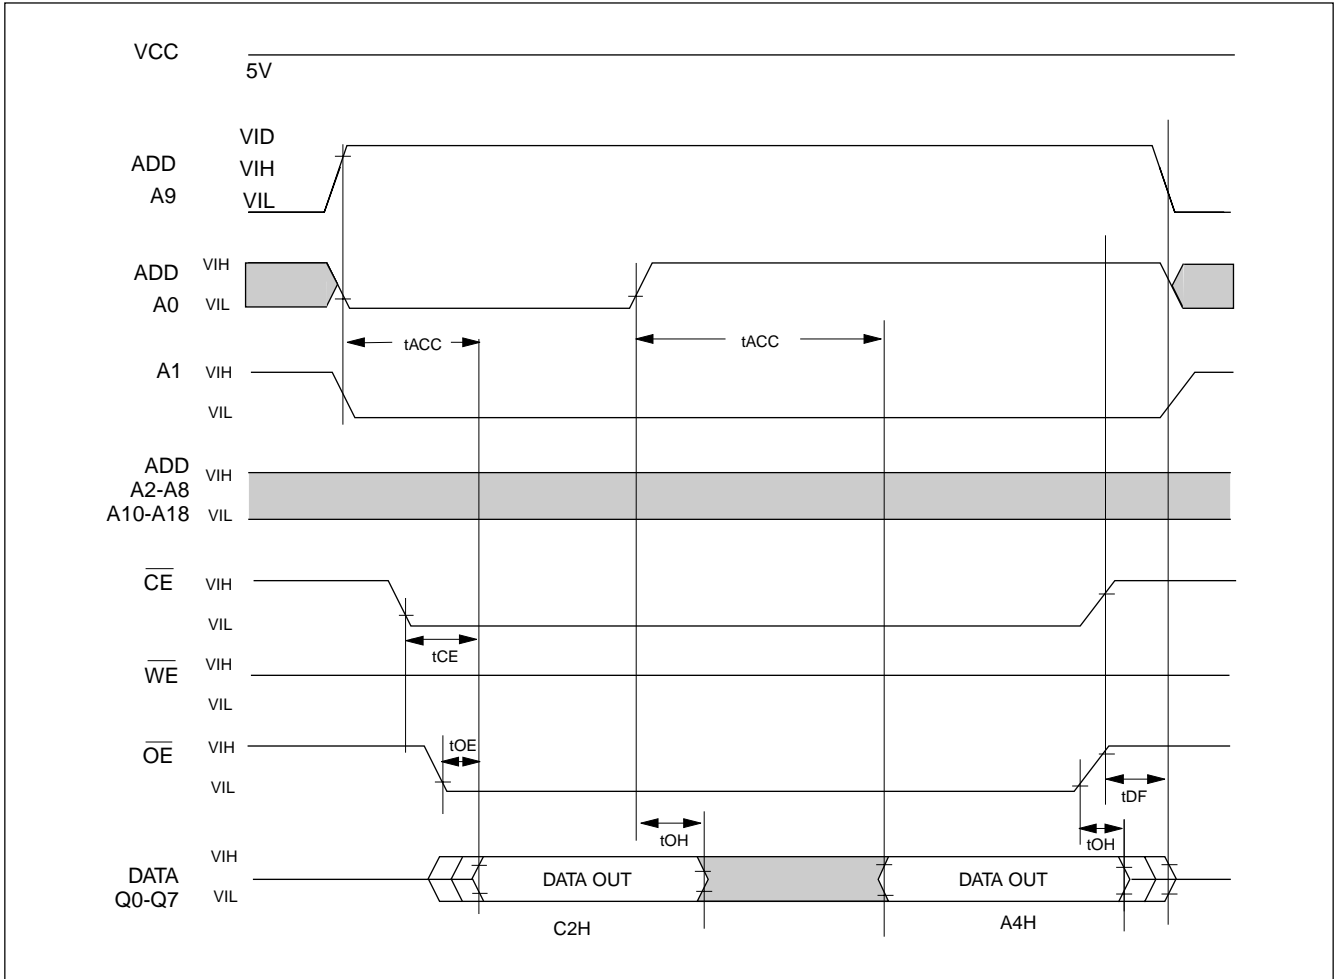 VCC
5V
VID
ADD VIH
A9 VIL
ADD VIH
A0 VIL
tACC tACC
A1 VIH
VIL
ADD VIH
A2-A8
A10-A18 VIL
CE VIH
VIL
tCE
WE VIH
VIL
OE VIH tOE
VIL
tDF
tOH tOH
VIH
DATA DATA OUT DATA OUT
Q0-Q7 VIL
C2H A4H